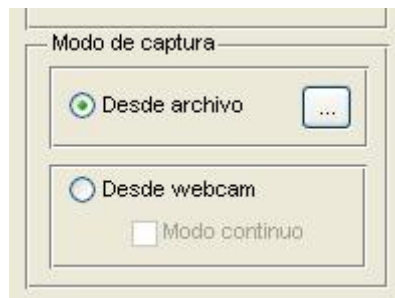 Modo de captura
Desde archivo ...
Desde webcam
Modo continuo